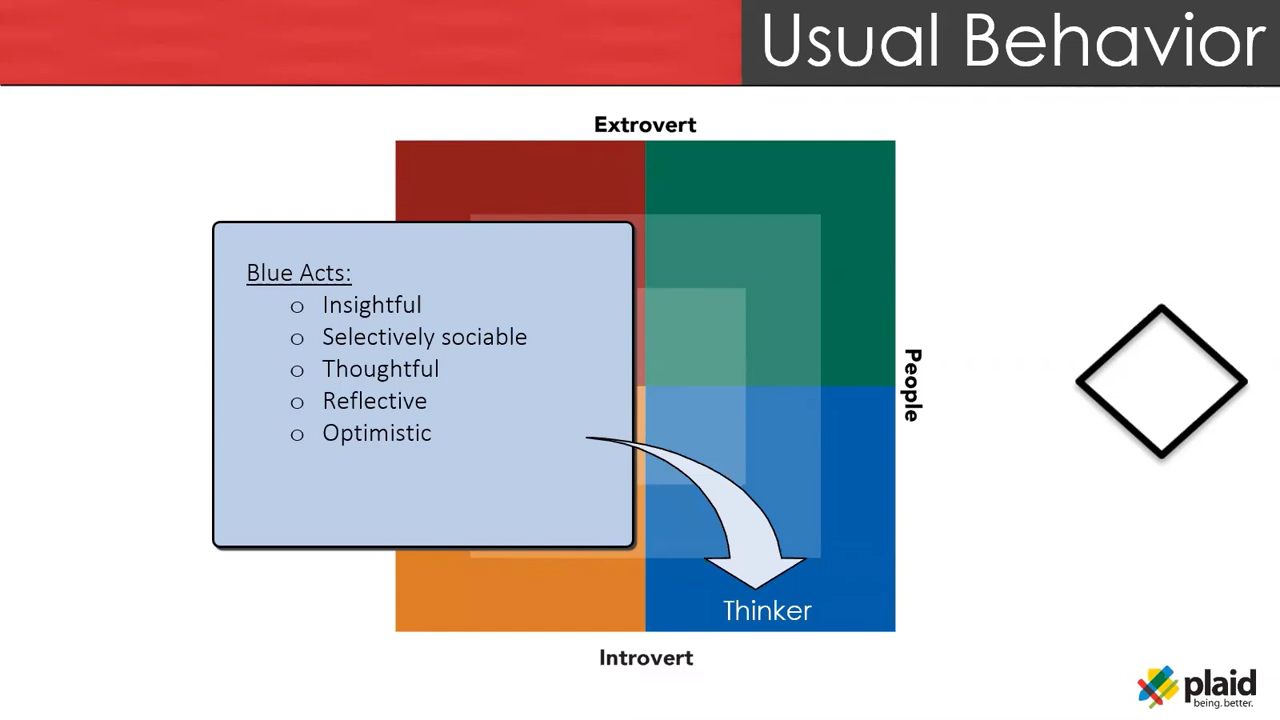 Usual Behavior
Extrovert
Blue Acts:
o Insightful
o Selectively sociable
o Thoughtful
o Reflective
o Optimistic
People
Thinker
Introvert
plaid
being. better.